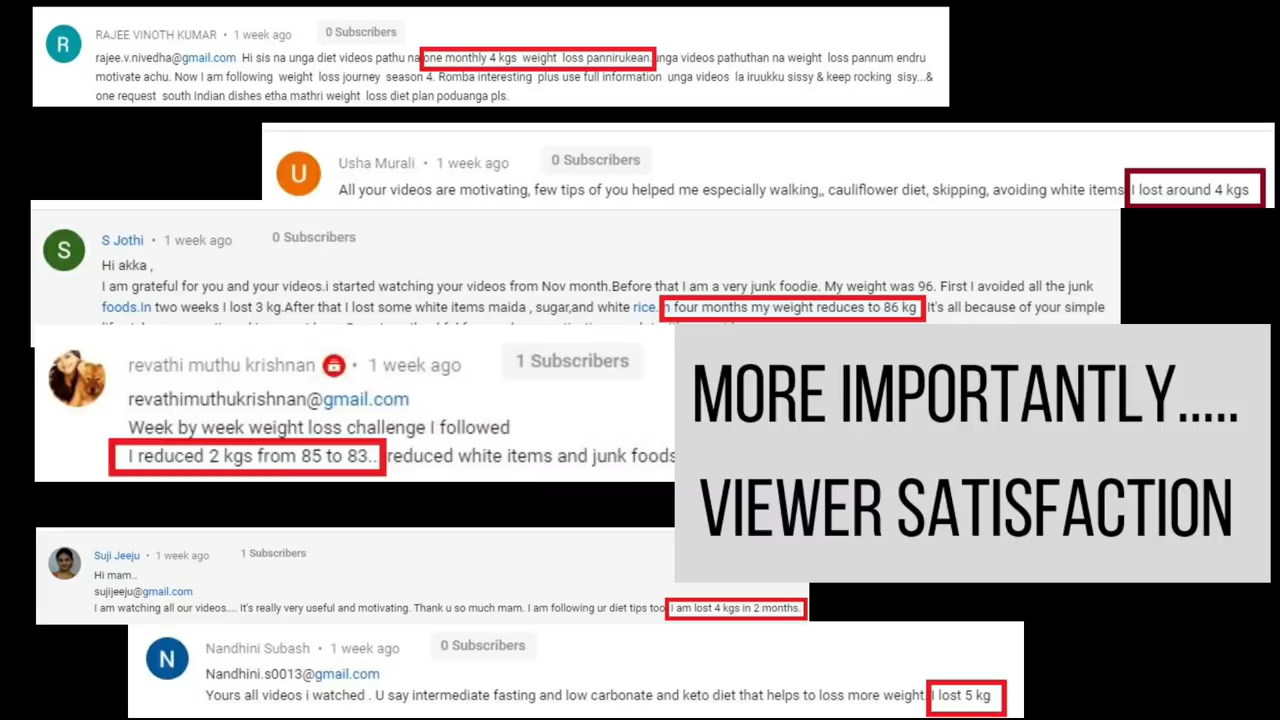 R
RAJEE VINOTH KUMAR • 1 week ago 0 Subscribers
rajee.v.nivedha@gmail.com Hi sis na unga diet videos pathu na one monthly 4 kgs weight loss pannirukean. unga videos pathuthan na weight loss pannum endru
motivate achu. Now I am following weight loss journey season 4. Romba interesting plus use full information unga videos la iruukku sissy & keep rocking sisy...&
one request south Indian dishes etha mathri weight loss diet plan poduanga pls.
U
Usha Murali • 1 week ago 0 Subscribers
All your videos are motivating, few tips of you helped me especially walking,, cauliflower diet, skipping, avoiding white items I lost around 4 kgs
S
S Jothi • 1 week ago 0 Subscribers
Hi akka ,
I am grateful for you and your videos.i started watching your videos from Nov month.Before that I am a very junk foodie. My weight was 96. First I avoided all the junk
foods.In two weeks I lost 3 kg.After that I lost some white items maida , sugar,and white rice. n four months my weight reduces to 86 kg It's all because of your simple
revathi muthu krishnan • 1 week ago 1 Subscribers
revathimuthukrishnan@gmail.com
Week by week weight loss challenge I followed
I reduced 2 kgs from 85 to 83.. reduced white items and junk foods
MORE IMPORTANTLY.....
VIEWER SATISFACTION
Suji Jeeju • 1 week ago 1 Subscribers
Hi mam..
sujijeeju@gmail.com
I am watching all our videos.... It's really very useful and motivating. Thank u so much mam. I am following ur diet tips too I am lost 4 kgs in 2 months.
N
Nandhini Subash • 1 week ago 0 Subscribers
Nandhini.s0013@gmail.com
Yours all videos i watched . U say intermediate fasting and low carbonate and keto diet that helps to loss more weight. I lost 5 kg